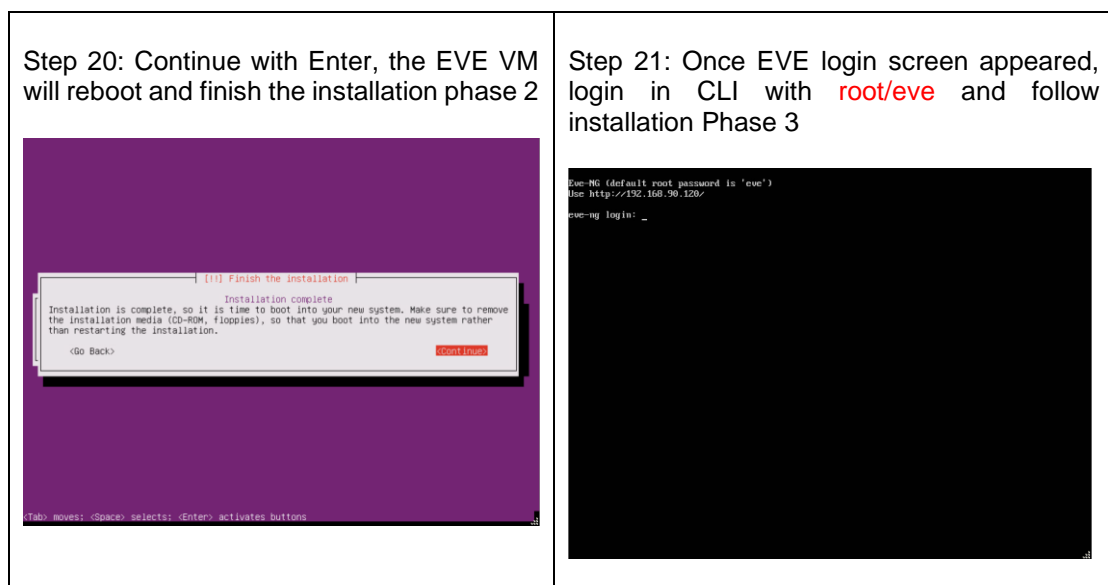 Step 20: Continue with Enter, the EVE VM
will reboot and finish the installation phase 2
[!!] Finish the installation
Installation complete
Installation is complete, so it is time to boot into your new system. Make sure to remove
the installation media (CD-ROM, floppies), so that you boot into the new system rather
than restarting the installation.
<Go Back> <Continue>
<Tab> moves; <Space> selects; <Enter> activates buttons
Step 21: Once EVE login screen appeared,
login in CLI with root/eve and follow
installation Phase 3
Eve-NG (default root password is 'eve')
Use http://192.168.90.120/
eve-ng login: _